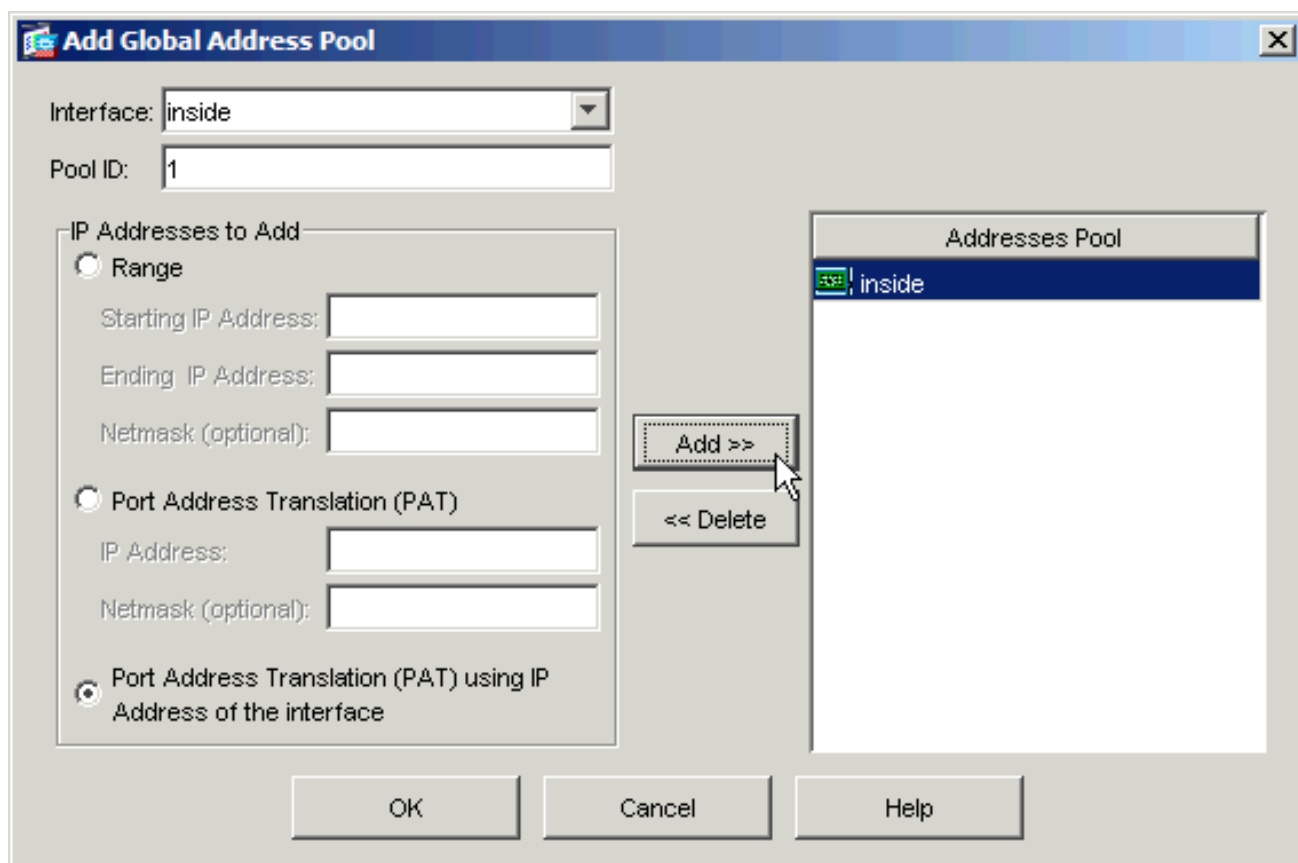 Add Global Address Pool
Interface: inside
Pool ID: 1
IP Addresses to Add
Range
Starting IP Address:
Ending IP Address:
Netmask (optional):
Port Address Translation (PAT)
IP Address:
Netmask (optional):
Port Address Translation (PAT) using IP
Address of the interface
Add >>
<< Delete
Addresses Pool
inside
OK
Cancel
Help